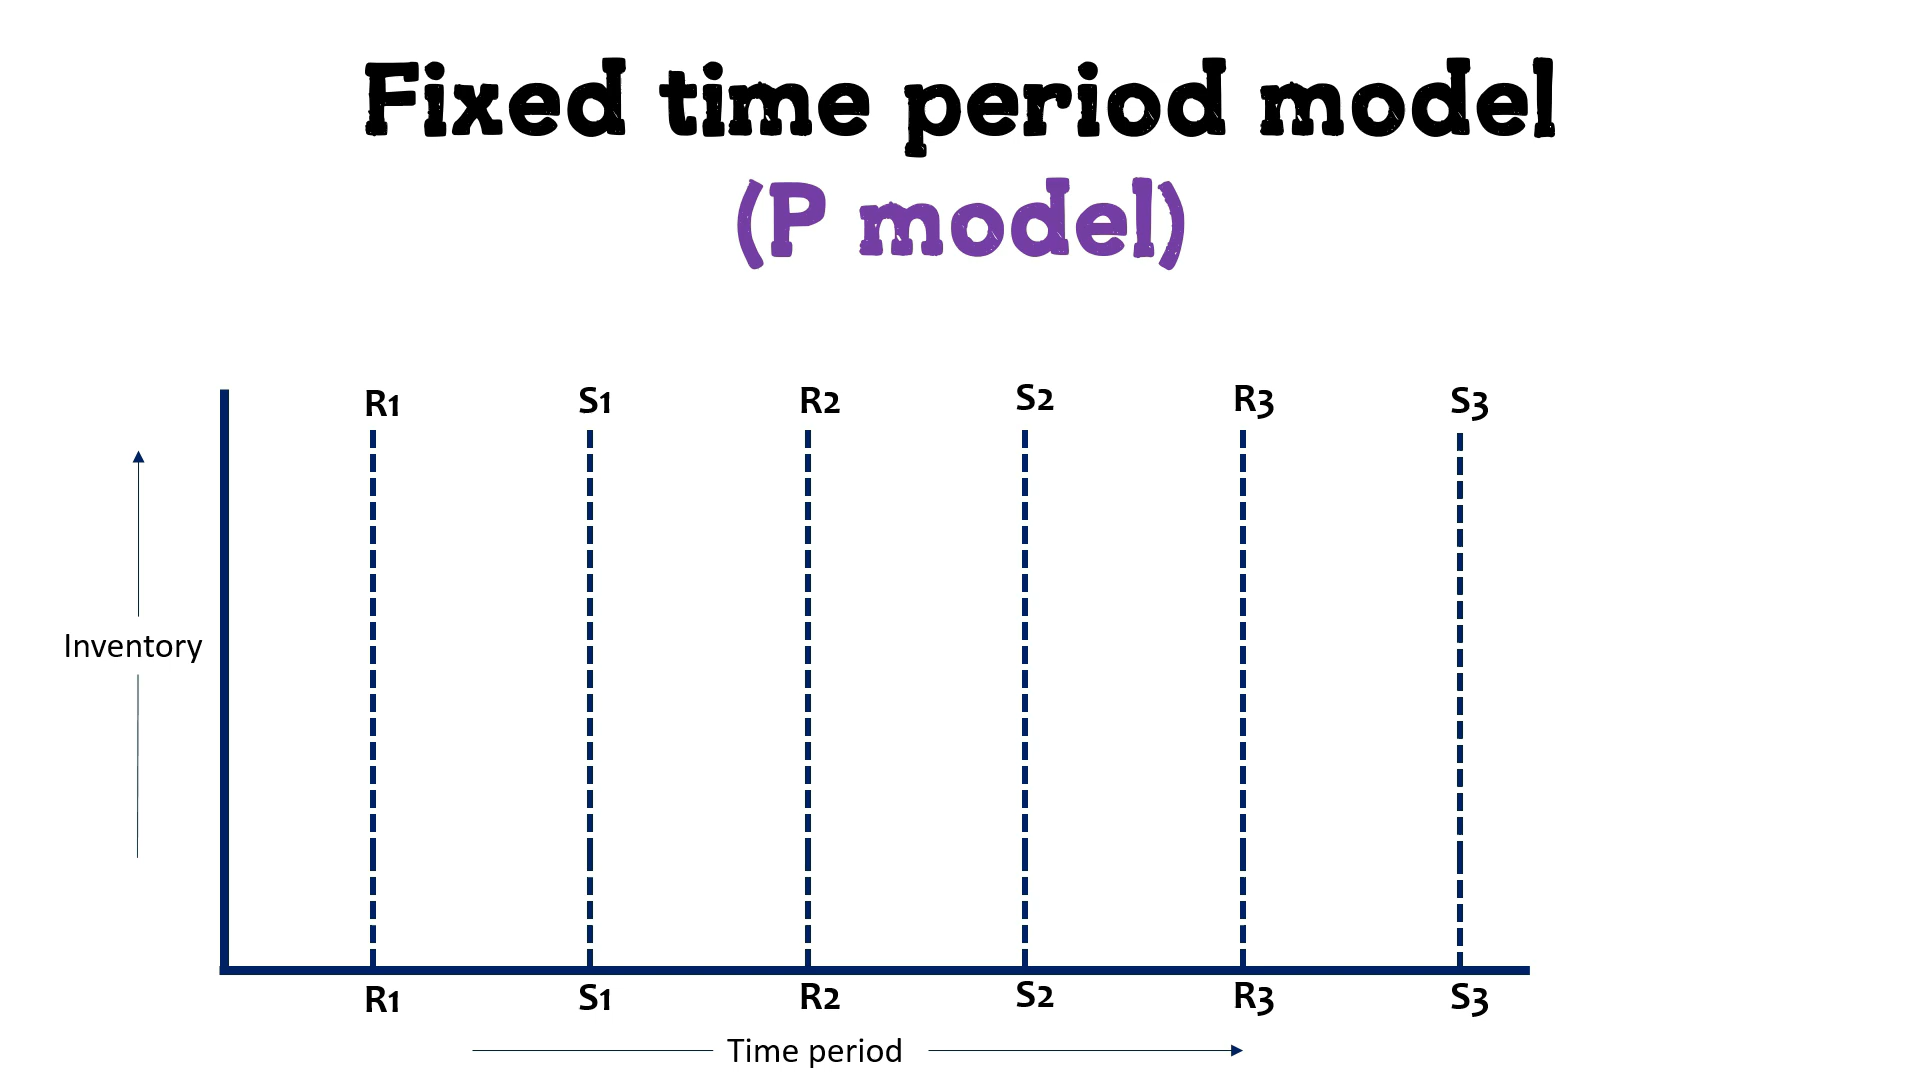 Fixed time period model
(P model)
R1 S1 R2 S2 R3 S3
Inventory
R1 S1 R2 S2 R3 S3
Time period